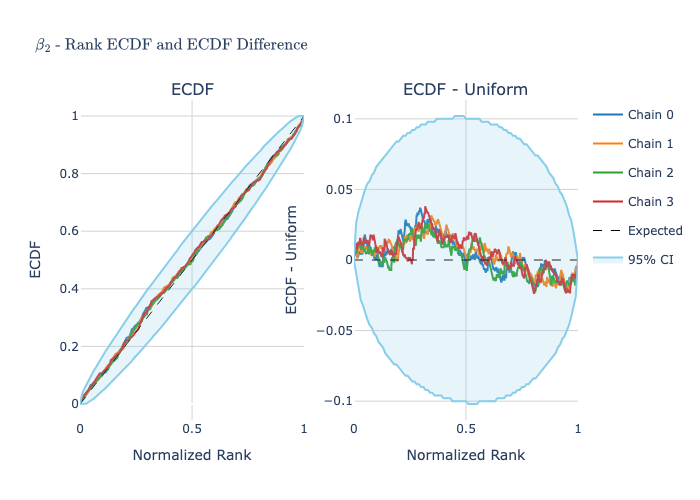 β₂ - Rank ECDF and ECDF Difference
ECDF
ECDF - Uniform
1
0.8
0.6
0.4
0.2
0
ECDF
0
0.5
1
Normalized Rank
0.1
0.05
0
−0.05
−0.1
ECDF - Uniform
0
0.5
1
Normalized Rank
Chain 0
Chain 1
Chain 2
Chain 3
Expected
95% CI